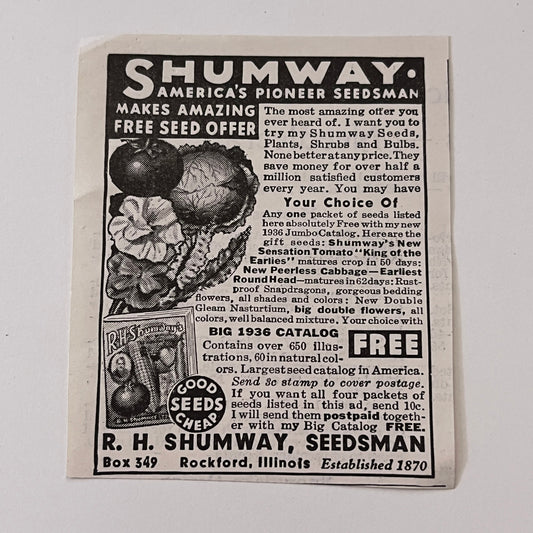 SHUMWAY·
AMERICA'S PIONEER SEEDSMAN
MAKES AMAZING
FREE SEED OFFER
The most amazing offer you
ever heard of. I want you to
try my Shumway Seeds,
Plants, Shrubs and Bulbs.
None better at any price. They
save money for over half a
million satisfied customers
every year. You may have
Your Choice Of
Any one packet of seeds listed
here absolutely Free with my new
1936 Jumbo Catalog. Here are the
gift seeds: Shumway's New
Sensation Tomato "King of the
Earlies" matures crop in 50 days:
New Peerless Cabbage—Earliest
Round Head—matures in 62 days: Rust-
proof Snapdragons, gorgeous bedding
flowers, all shades and colors: New Double
Gleam Nasturtium, big double flowers, all
colors, well balanced mixture. Your choice with
BIG 1936 CATALOG
FREE
Contains over 650 illus-
trations, 60 in natural col-
ors. Largest seed catalog in America.
Send 3c stamp to cover postage.
If you want all four packets of
seeds listed in this ad, send 10c.
I will send them postpaid togeth-
er with my Big Catalog FREE.
R.H. Shumway's
GOOD
SEEDS
CHEAP
R. H. SHUMWAY, SEEDSMAN
Box 349 Rockford, Illinois Established 1870